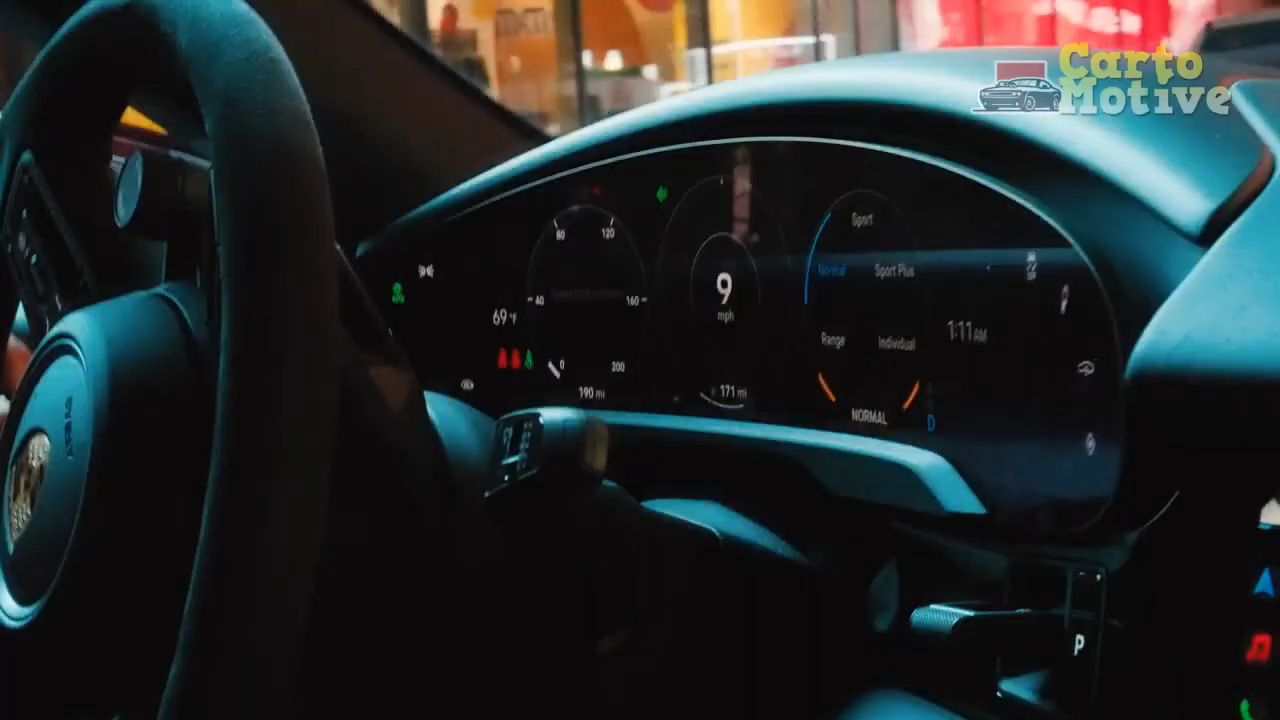 Carto
Motive
80
120
Sport
Normal
Sport Plus
9
mph
40
160
69 °F
1:11 AM
Range
Individual
0
200
190 mi
171 mi
NORMAL
D
P